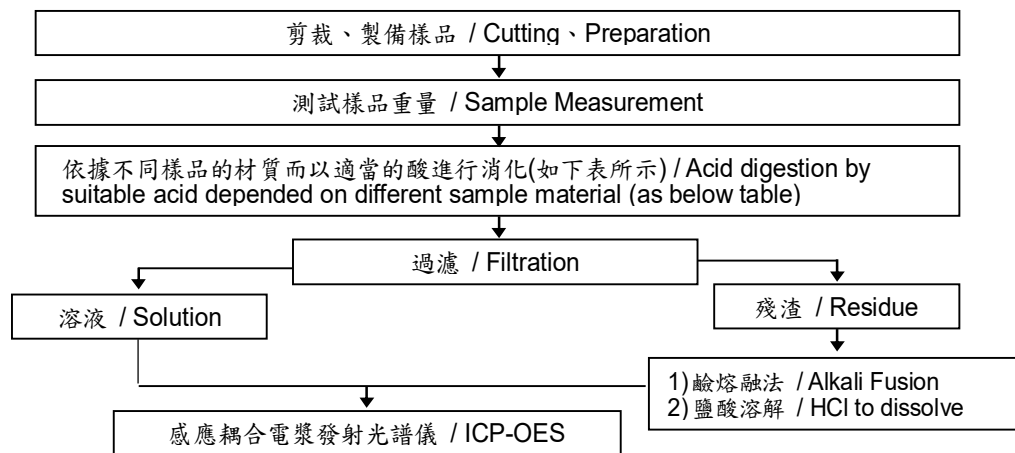 剪裁、製備樣品 / Cutting、Preparation
測試樣品重量 / Sample Measurement
依據不同樣品的材質而以適當的酸進行消化(如下表所示) / Acid digestion by
suitable acid depended on different sample material (as below table)
過濾 / Filtration
溶液 / Solution
殘渣 / Residue
1) 鹼熔融法 / Alkali Fusion
2) 鹽酸溶解 / HCl to dissolve
感應耦合電漿發射光譜儀 / ICP-OES